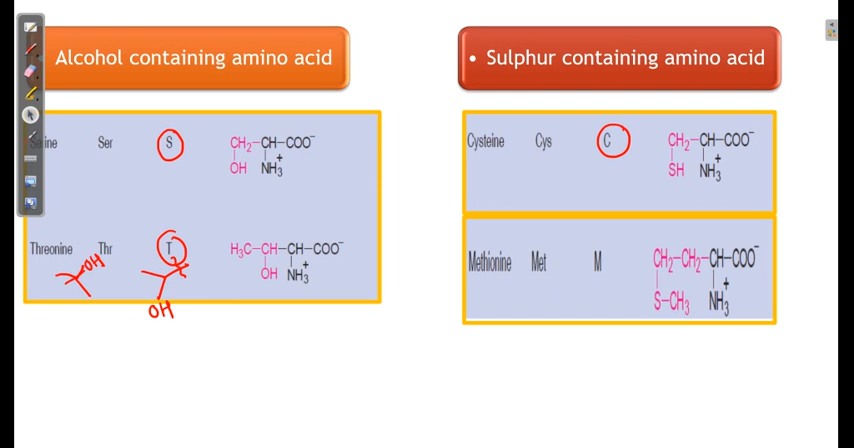 Alcohol containing amino acid
• Sulphur containing amino acid
Serine Ser S CH₂–CH–COO⁻
OH NH₃⁺
Threonine Thr T H₃C–CH–CH–COO⁻
OH NH₃⁺
OH
OH
Cysteine Cys C CH₂–CH–COO⁻
SH NH₃⁺
Methionine Met M CH₂–CH₂–CH–COO⁻
S–CH₃ NH₃⁺